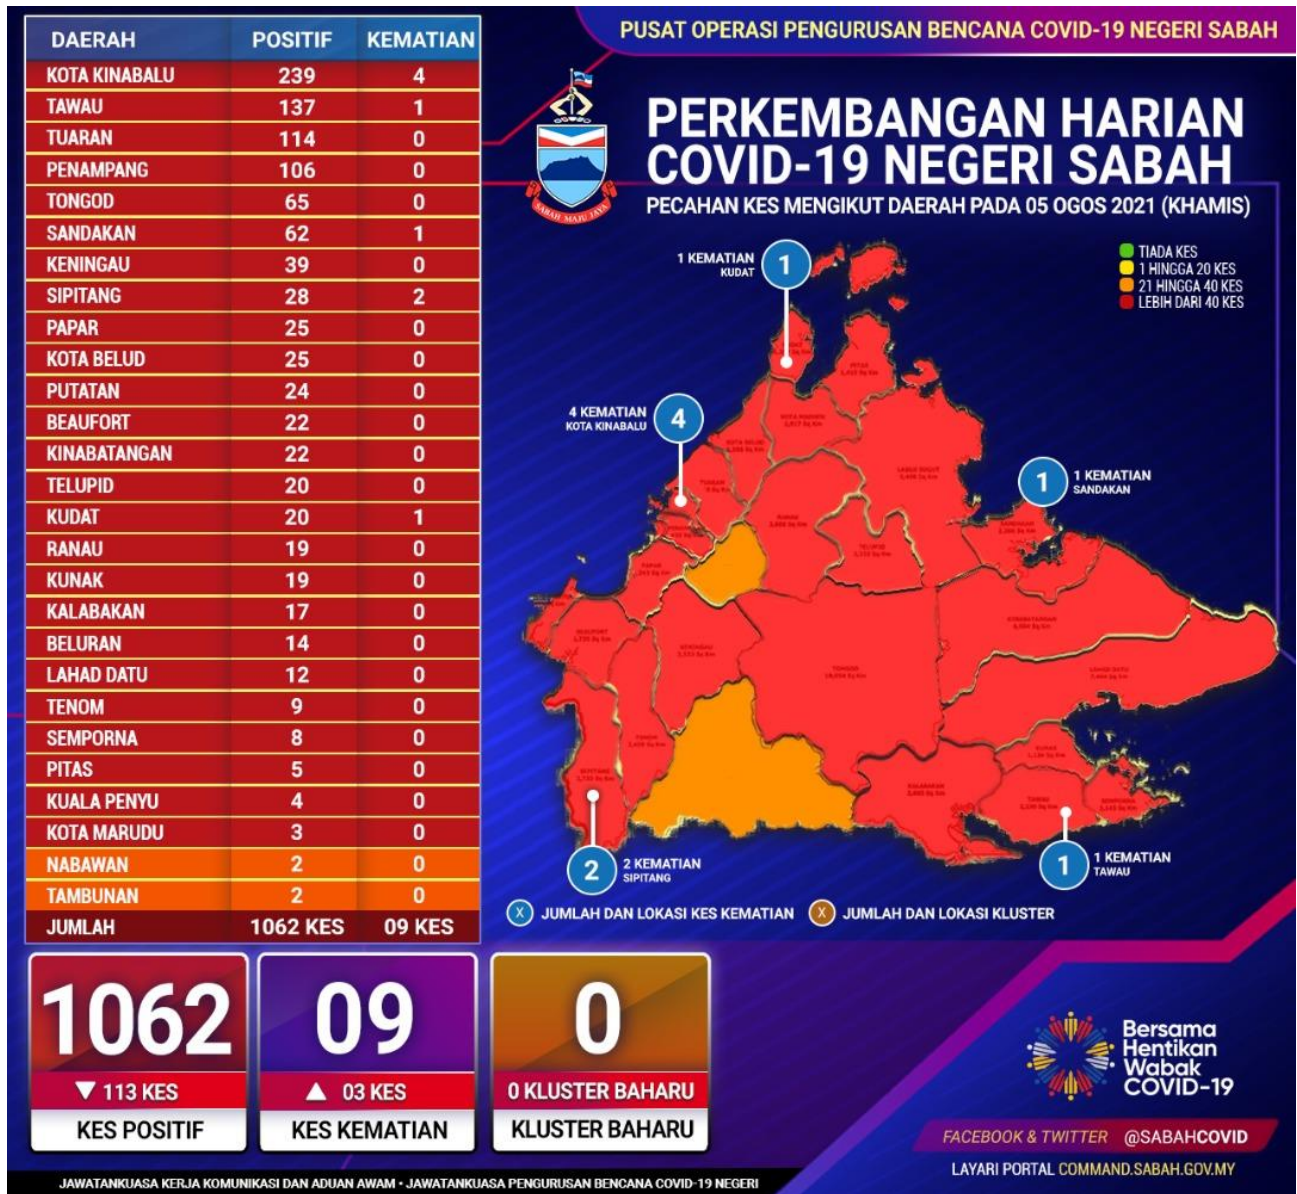 PUSAT OPERASI PENGURUSAN BENCANA COVID-19 NEGERI SABAH
PERKEMBANGAN HARIAN
COVID-19 NEGERI SABAH
PECAHAN KES MENGIKUT DAERAH PADA 05 OGOS 2021 (KHAMIS)
SABAH MAJU JAYA
DAERAH POSITIF KEMATIAN
KOTA KINABALU 239 4
TAWAU 137 1
TUARAN 114 0
PENAMPANG 106 0
TONGOD 65 0
SANDAKAN 62 1
KENINGAU 39 0
SIPITANG 28 2
PAPAR 25 0
KOTA BELUD 25 0
PUTATAN 24 0
BEAUFORT 22 0
KINABATANGAN 22 0
TELUPID 20 0
KUDAT 20 1
RANAU 19 0
KUNAK 19 0
KALABAKAN 17 0
BELURAN 14 0
LAHAD DATU 12 0
TENOM 9 0
SEMPORNA 8 0
PITAS 5 0
KUALA PENYU 4 0
KOTA MARUDU 3 0
NABAWAN 2 0
TAMBUNAN 2 0
JUMLAH 1062 KES 09 KES
TIADA KES
1 HINGGA 20 KES
21 HINGGA 40 KES
LEBIH DARI 40 KES
1 KEMATIAN
KUDAT
1
4 KEMATIAN
KOTA KINABALU
4
1
1 KEMATIAN
SANDAKAN
2
2 KEMATIAN
SIPITANG
1
1 KEMATIAN
TAWAU
X JUMLAH DAN LOKASI KES KEMATIAN
X JUMLAH DAN LOKASI KLUSTER
1062
▼ 113 KES
KES POSITIF
09
▲ 03 KES
KES KEMATIAN
0
0 KLUSTER BAHARU
KLUSTER BAHARU
Bersama
Hentikan
Wabak
COVID-19
FACEBOOK & TWITTER @SABAHCOVID
LAYARI PORTAL COMMAND.SABAH.GOV.MY
JAWATANKUASA KERJA KOMUNIKASI DAN ADUAN AWAM • JAWATANKUASA PENGURUSAN BENCANA COVID-19 NEGERI